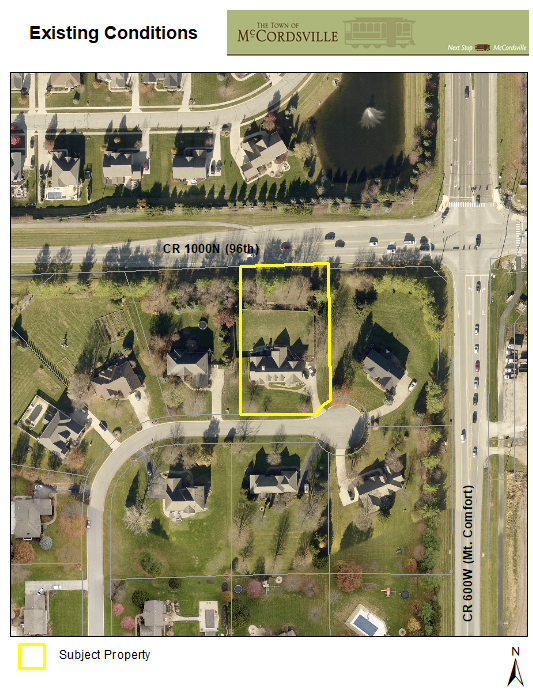 Existing Conditions
THE TOWN OF
McCORDSVILLE
Next Stop McCordsville
CR 1000N (96th)
CR 600W (Mt. Comfort)
Subject Property
N